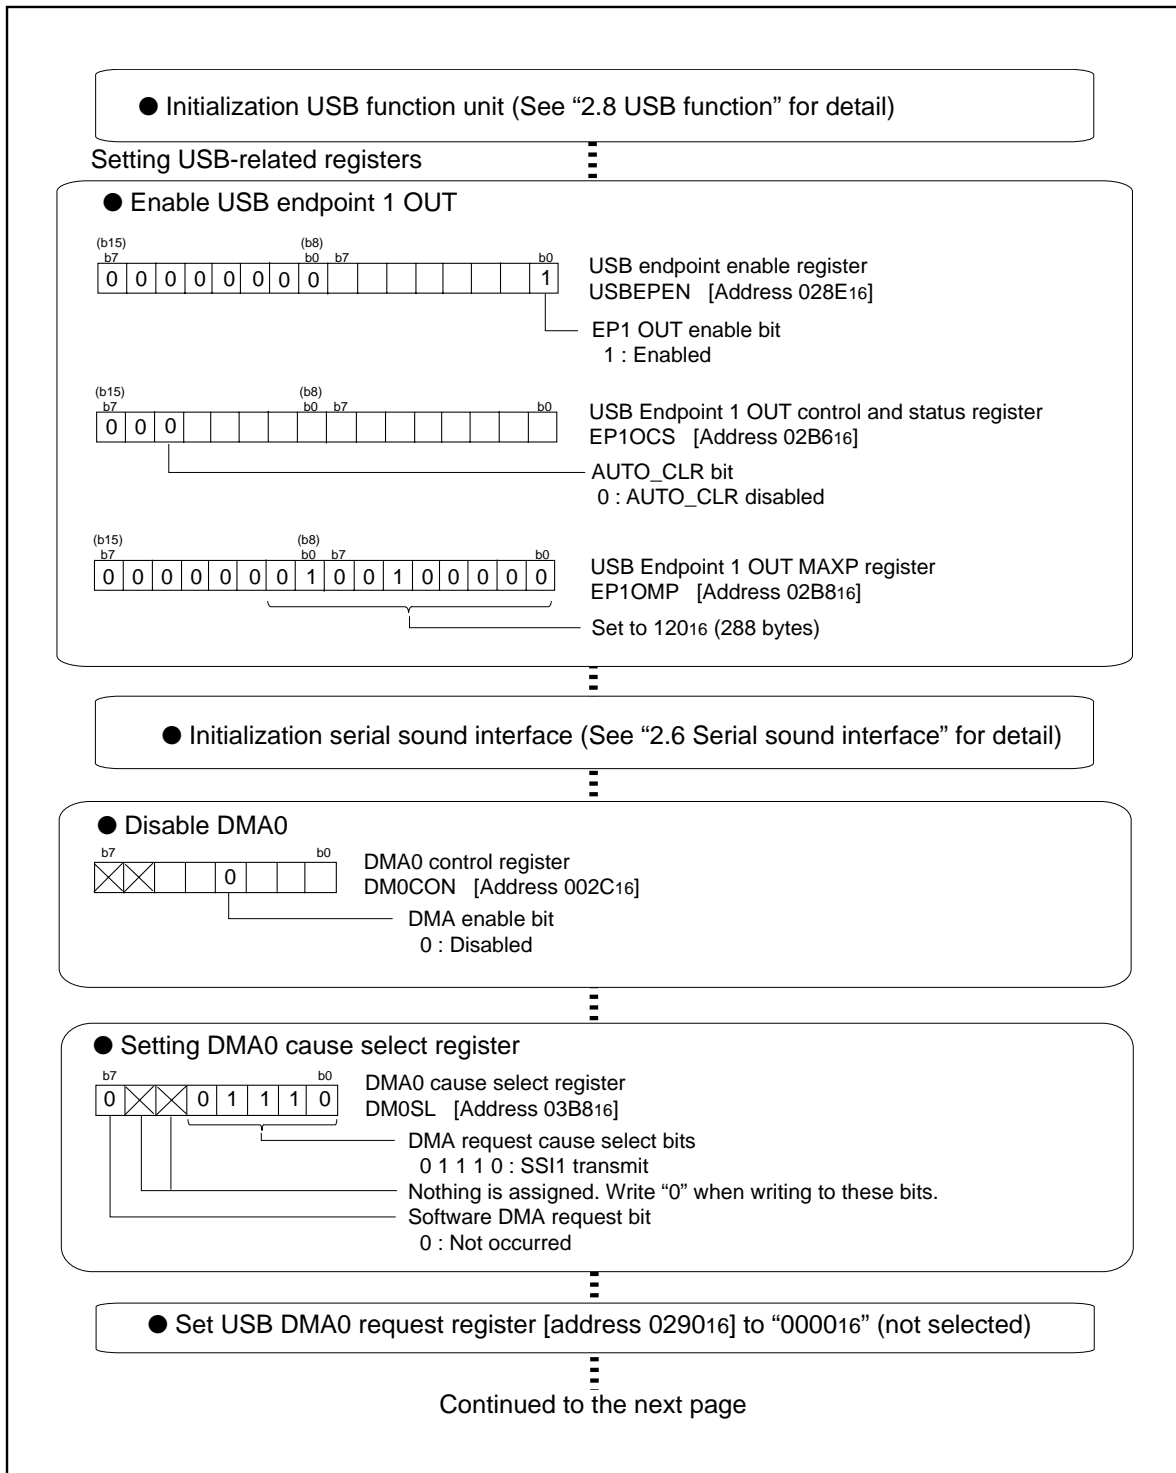 ● Initialization USB function unit (See “2.8 USB function” for detail)
Setting USB-related registers
● Enable USB endpoint 1 OUT
(b15) (b8)
b7 b0 b7 b0
0 0 0 0 0 0 0 0 1
USB endpoint enable register
USBEPEN [Address 028E16]
EP1 OUT enable bit
1 : Enabled
(b15) (b8)
b7 b0 b7 b0
0 0 0
USB Endpoint 1 OUT control and status register
EP1OCS [Address 02B616]
AUTO_CLR bit
0 : AUTO_CLR disabled
(b15) (b8)
b7 b0 b7 b0
0 0 0 0 0 0 0 1 0 0 1 0 0 0 0 0
USB Endpoint 1 OUT MAXP register
EP1OMP [Address 02B816]
Set to 12016 (288 bytes)
● Initialization serial sound interface (See “2.6 Serial sound interface” for detail)
● Disable DMA0
b7 b0
0
DMA0 control register
DM0CON [Address 002C16]
DMA enable bit
0 : Disabled
● Setting DMA0 cause select register
b7 b0
0 0 1 1 1 0
DMA0 cause select register
DM0SL [Address 03B816]
DMA request cause select bits
0 1 1 1 0 : SSI1 transmit
Nothing is assigned. Write “0” when writing to these bits.
Software DMA request bit
0 : Not occurred
● Set USB DMA0 request register [address 029016] to “000016” (not selected)
Continued to the next page